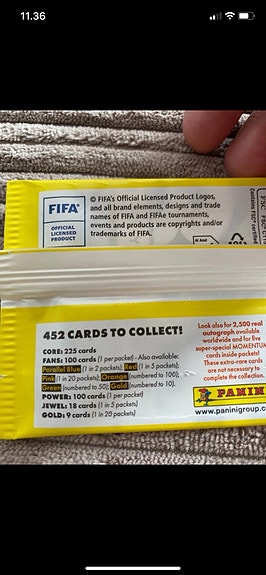 11.36
FIFA
OFFICIAL
LICENSED
PRODUCT
© FIFA's Official Licensed Product Logos,
and all brand elements, designs and trade
names of FIFA and FIFAe tournaments,
events and products are copyrights and/or
trademarks of FIFA.
452 CARDS TO COLLECT!
CORE: 225 cards
FANS: 100 cards (1 per packet) - Also available:
Parallel Blue (1 in 2 packets); Red (1 in 5 packets);
Pink (1 in 20 packets); Orange (numbered to 100);
Green (numbered to 50); Gold (numbered to 10).
POWER: 100 cards (1 per packet)
JEWEL: 18 cards (1 in 5 packets)
GOLD: 9 cards (1 in 20 packets)
Look also for 2,500 real
autograph available
worldwide and for five
super-special MOMENTUM
cards inside packets!
These extra-rare cards
are not necessary to
complete the collection.
PANINI
www.paninigroup.c